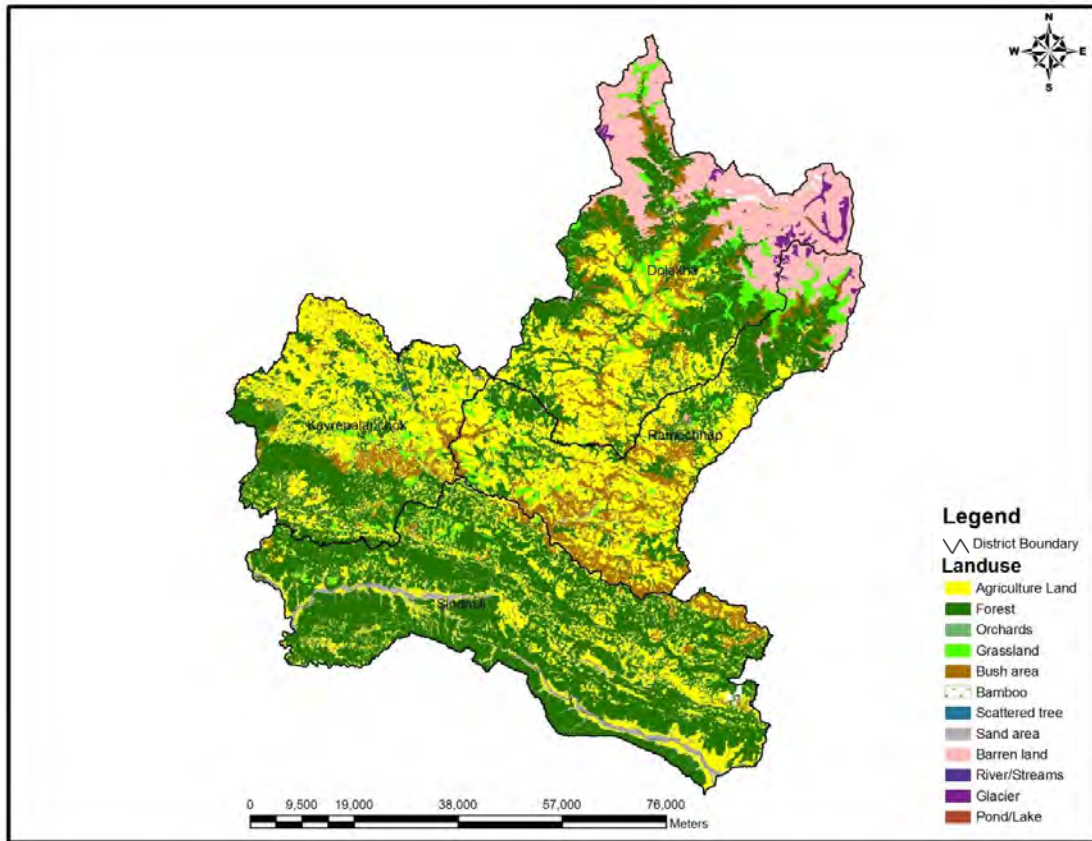 N
W E
S
Dolakha
Kavrepalanchok
Ramechhap
Sindhuli
Legend
District Boundary
Landuse
Agriculture Land
Forest
Orchards
Grassland
Bush area
Bamboo
Scattered tree
Sand area
Barren land
River/Streams
Glacier
Pond/Lake
0 9,500 19,000 38,000 57,000 76,000
Meters